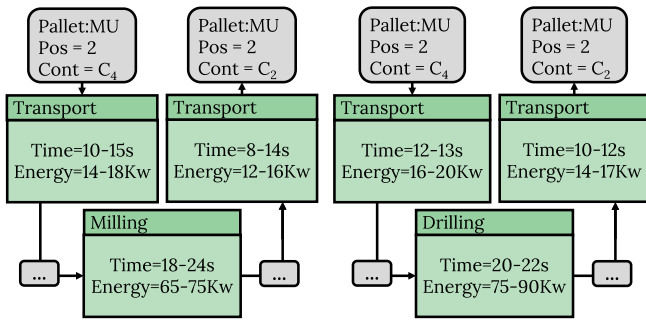 Pallet:MU
Pos = 2
Cont = C₄
Pallet:MU
Pos = 2
Cont = C₂
Pallet:MU
Pos = 2
Cont = C₄
Pallet:MU
Pos = 2
Cont = C₂
Transport
Time=10-15s
Energy=14-18Kw
Transport
Time=8-14s
Energy=12-16Kw
Transport
Time=12-13s
Energy=16-20Kw
Transport
Time=10-12s
Energy=14-17Kw
...
Milling
Time=18-24s
Energy=65-75Kw
...
...
Drilling
Time=20-22s
Energy=75-90Kw
...